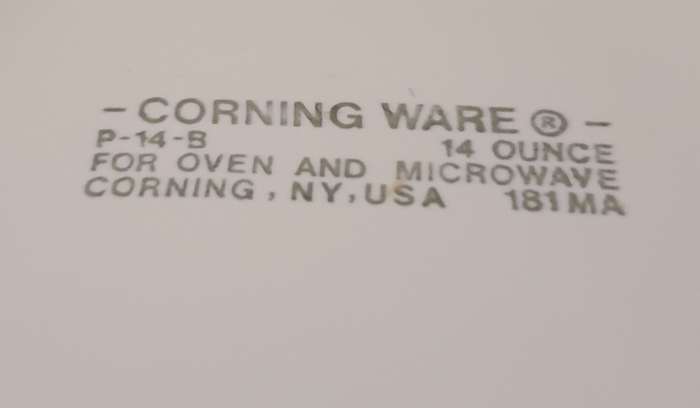 - CORNING WARE ® -
P-14-B 14 OUNCE
FOR OVEN AND MICROWAVE
CORNING, NY, USA 181MA